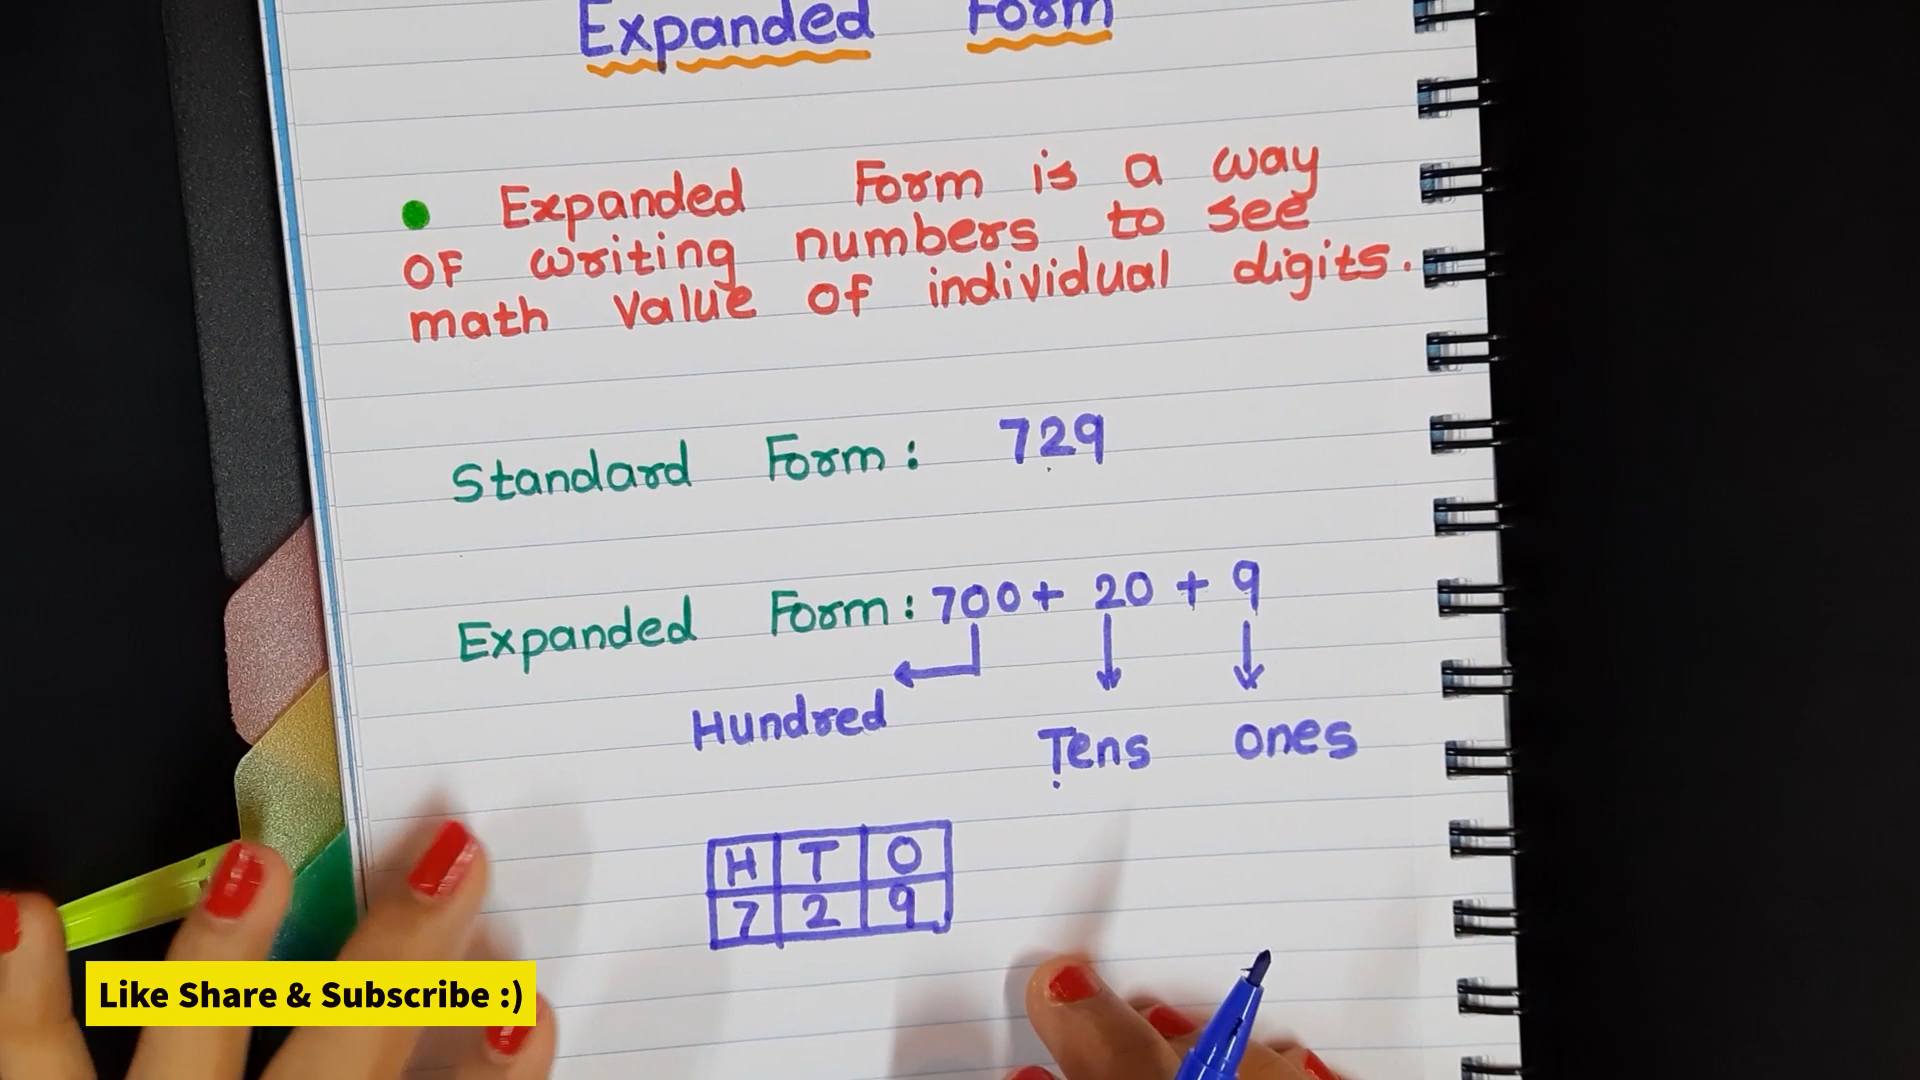 Expanded Form
• Expanded Form is a way
of writing numbers to see
math value of individual digits.
Standard Form: 729
Expanded Form: 700 + 20 + 9
Hundred
Tens ones
H T O
7 2 9
Like Share & Subscribe :)